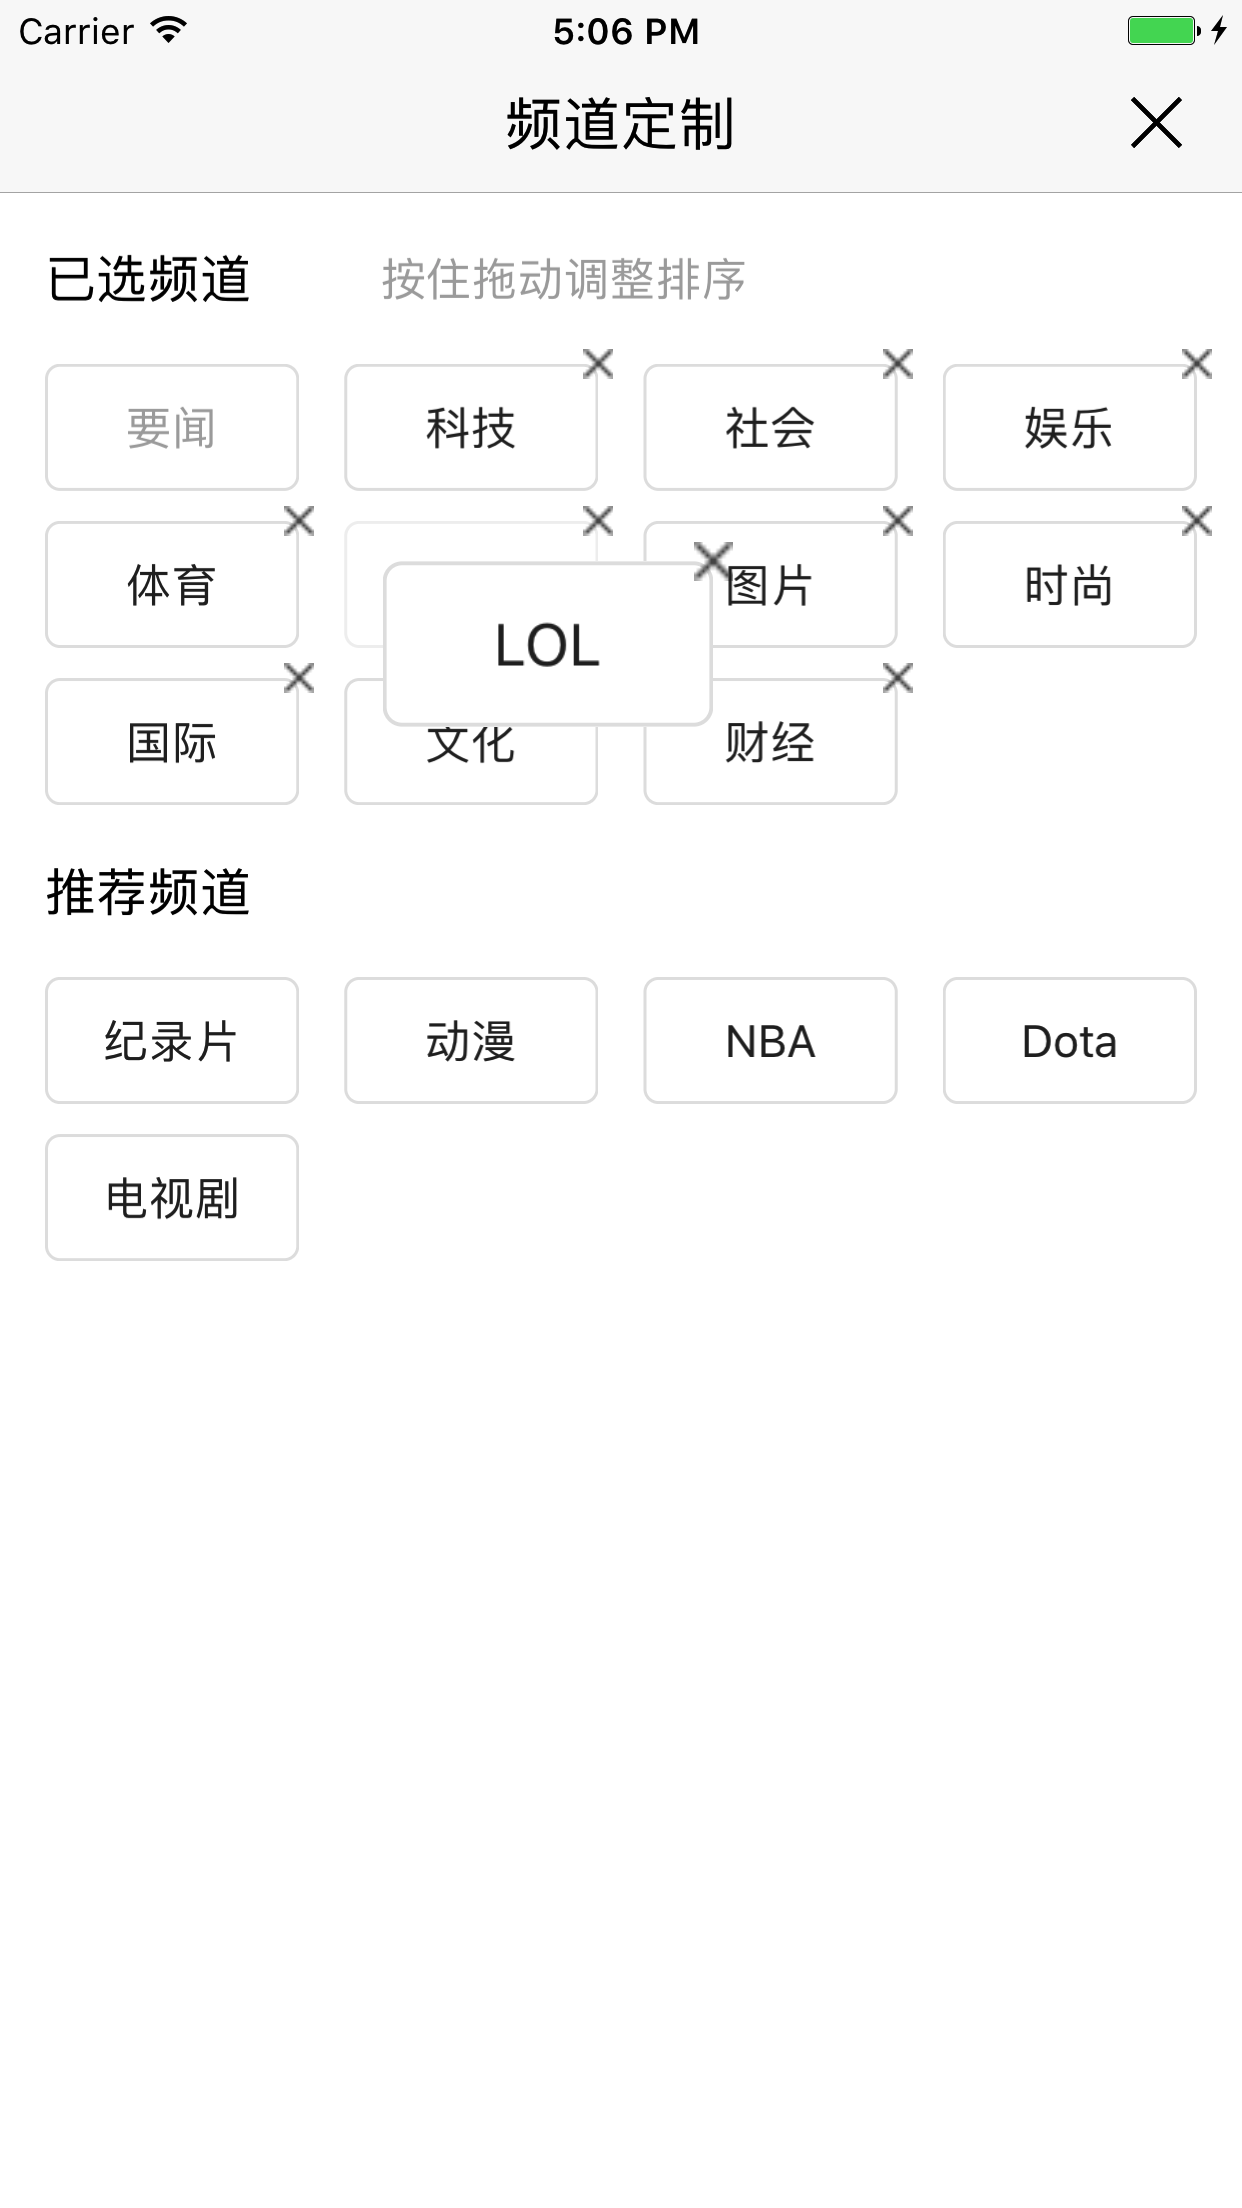 Carrier 5:06 PM
频道定制
已选频道 按住拖动调整排序
要闻 科技 社会 娱乐
体育 LOL 图片 时尚
国际 文化 财经
推荐频道
纪录片 动漫 NBA Dota
电视剧